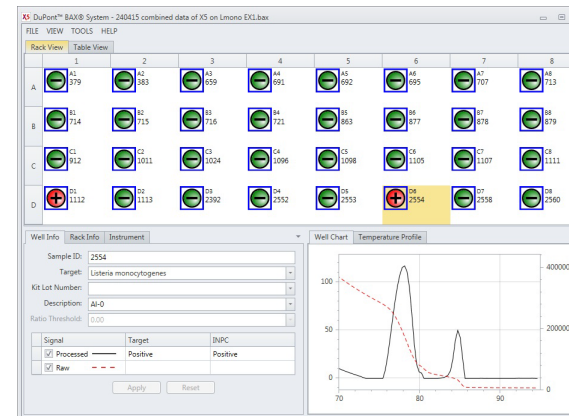 X5 DuPont™ BAX® System - 240415 combined data of X5 on Lmono EX1.bax
FILE VIEW TOOLS HELP
Rack View Table View
1 2 3 4 5 6 7 8
A1 A2 A3 A4 A5 A6 A7 A8
A 379 383 659 691 692 695 707 713
B1 B2 B3 B4 B5 B6 B7 B8
B 714 715 716 721 863 877 878 879
C1 C2 C3 C4 C5 C6 C7 C8
C 912 1011 1024 1096 1098 1105 1107 1111
D1 D2 D3 D4 D5 D6 D7 D8
D 1112 1113 2392 2552 2553 2554 2558 2560
Well Info Rack Info Instrument
Sample ID: 2554
Target: Listeria monocytogenes
Kit Lot Number:
Description: AI-0
Ratio Threshold: 0.00
Signal Target INPC
Processed Positive Positive
Raw
Apply Reset
Well Chart Temperature Profile
100 400000
50 200000
0 0
70 80 90